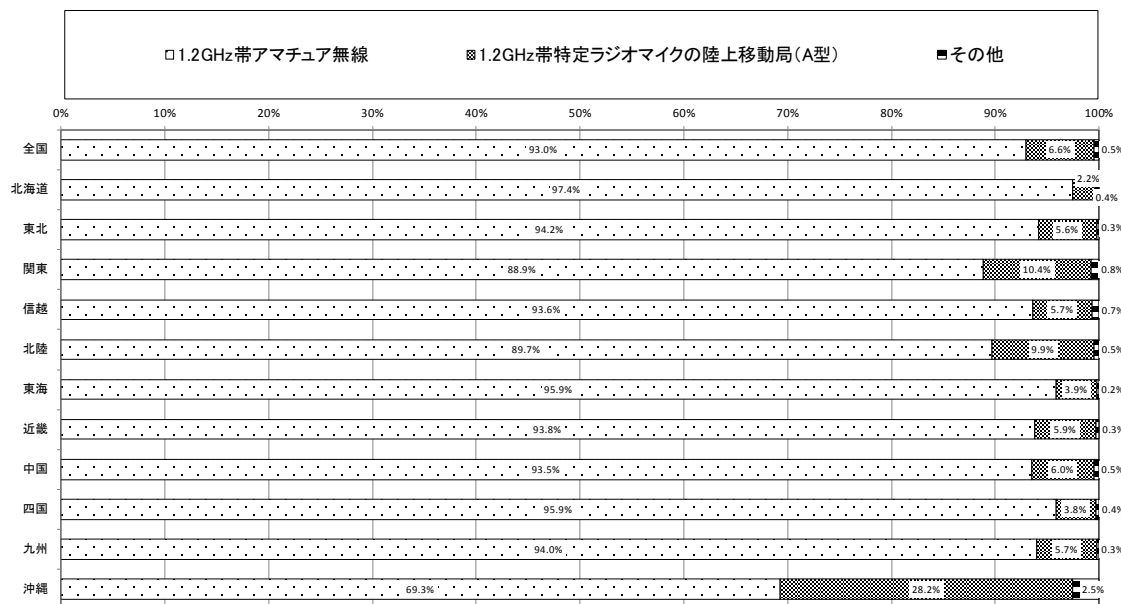 1.2GHz帯アマチュア無線 1.2GHz帯特定ラジオマイクの陸上移動局(A型) その他
0% 10% 20% 30% 40% 50% 60% 70% 80% 90% 100%
全国 93.0% 6.6% 0.5%
北海道 97.4% 2.2% 0.4%
東北 94.2% 5.6% 0.3%
関東 88.9% 10.4% 0.8%
信越 93.6% 5.7% 0.7%
北陸 89.7% 9.9% 0.5%
東海 95.9% 3.9% 0.2%
近畿 93.8% 5.9% 0.3%
中国 93.5% 6.0% 0.5%
四国 95.9% 3.8% 0.4%
九州 94.0% 5.7% 0.3%
沖縄 69.3% 28.2% 2.5%